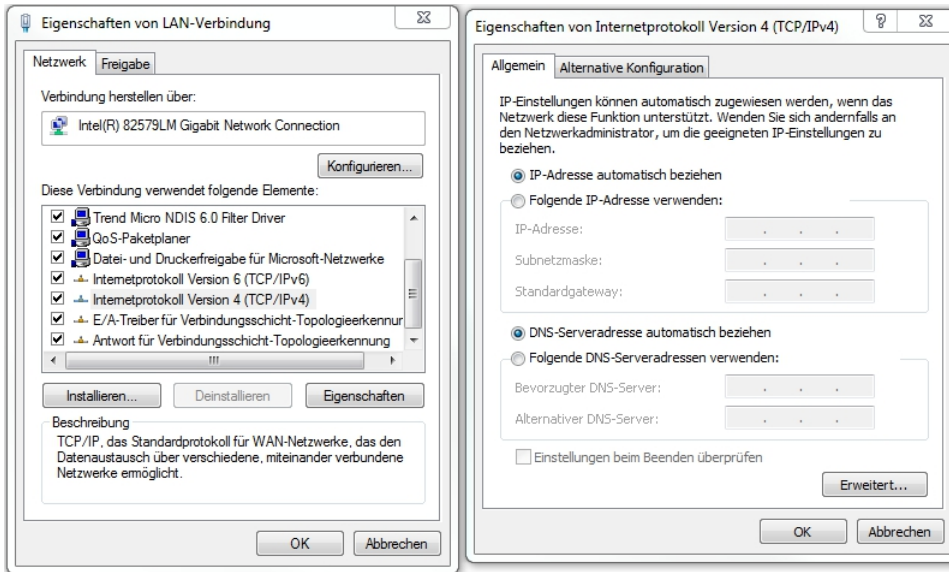 Eigenschaften von LAN-Verbindung
Netzwerk
Freigabe
Verbindung herstellen über:
Intel(R) 82579LM Gigabit Network Connection
Konfigurieren...
Diese Verbindung verwendet folgende Elemente:
Trend Micro NDIS 6.0 Filter Driver
QoS-Paketplaner
Datei- und Druckerfreigabe für Microsoft-Netzwerke
Internetprotokoll Version 6 (TCP/IPv6)
Internetprotokoll Version 4 (TCP/IPv4)
E/A-Treiber für Verbindungsschicht-Topologieerkennur
Antwort für Verbindungsschicht-Topologieerkennung
Installieren...
Deinstallieren
Eigenschaften
Beschreibung
TCP/IP, das Standardprotokoll für WAN-Netzwerke, das den
Datenaustausch über verschiedene, miteinander verbundene
Netzwerke ermöglicht.
OK
Abbrechen
Eigenschaften von Internetprotokoll Version 4 (TCP/IPv4)
Allgemein
Alternative Konfiguration
IP-Einstellungen können automatisch zugewiesen werden, wenn das
Netzwerk diese Funktion unterstützt. Wenden Sie sich andernfalls an
den Netzwerkadministrator, um die geeigneten IP-Einstellungen zu
beziehen.
IP-Adresse automatisch beziehen
Folgende IP-Adresse verwenden:
IP-Adresse:
Subnetzmaske:
Standardgateway:
DNS-Serveradresse automatisch beziehen
Folgende DNS-Serveradressen verwenden:
Bevorzugter DNS-Server:
Alternativer DNS-Server:
Einstellungen beim Beenden überprüfen
Erweitert...
OK
Abbrechen